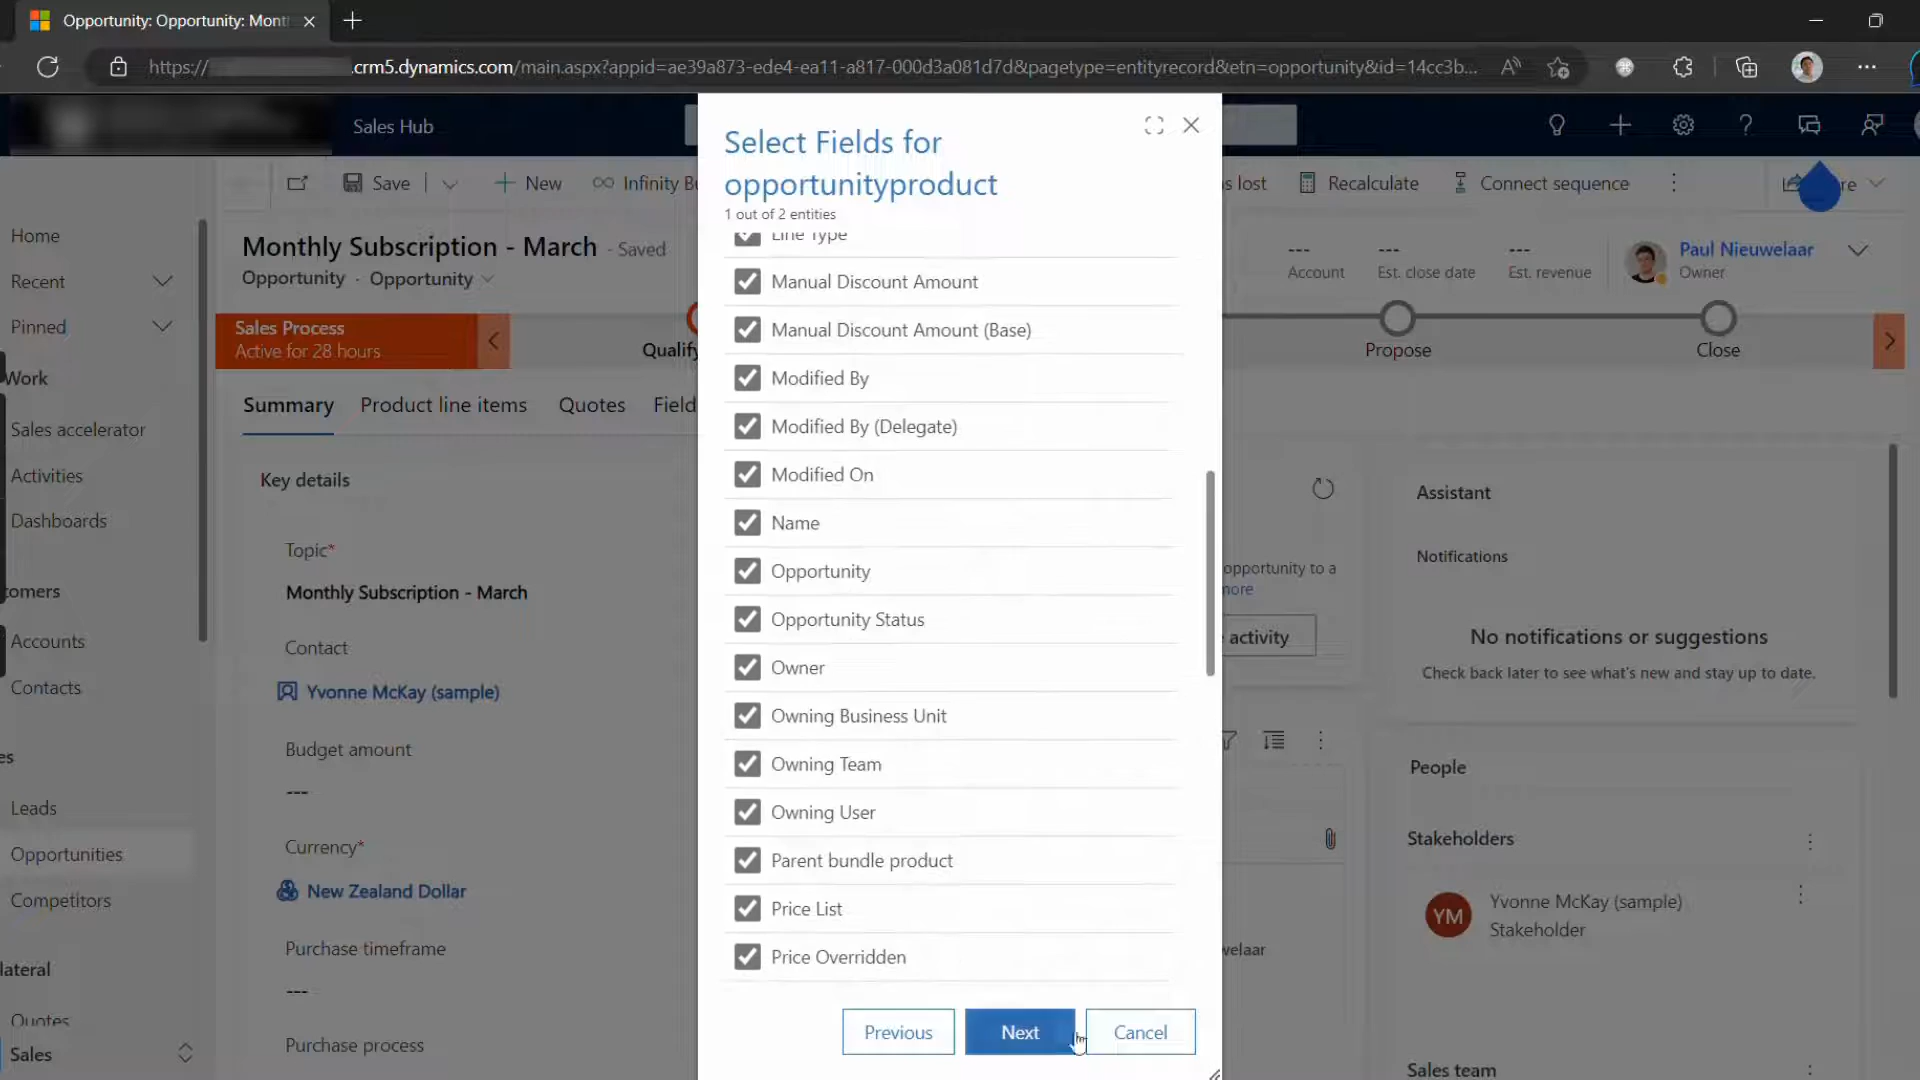 Opportunity: Opportunity: Mont
https://
.crm5.dynamics.com/main.aspx?appid=ae39a873-ede4-ea11-a817-000d3a081d7d&pagetype=entityrecord&etn=opportunity&id=14cc3b...
Sales Hub
Save
New
Infinity Bu
s lost
Recalculate
Connect sequence
re
Home
Recent
Pinned
Work
Sales accelerator
Activities
Dashboards
comers
Accounts
Contacts
es
Leads
Opportunities
Competitors
lateral
Quotes
Sales
Monthly Subscription - March - Saved
Opportunity · Opportunity
--- Account
--- Est. close date
--- Est. revenue
Paul Nieuwelaar
Owner
Sales Process
Active for 28 hours
Qualify
Propose
Close
Summary
Product line items
Quotes
Field
Key details
Topic*
Monthly Subscription - March
Contact
Yvonne McKay (sample)
Budget amount
---
Currency*
New Zealand Dollar
Purchase timeframe
---
Purchase process
Select Fields for
opportunityproduct
1 out of 2 entities
Line Type
Manual Discount Amount
Manual Discount Amount (Base)
Modified By
Modified By (Delegate)
Modified On
Name
Opportunity
Opportunity Status
Owner
Owning Business Unit
Owning Team
Owning User
Parent bundle product
Price List
Price Overridden
Previous
Next
Cancel
opportunity to a
more
activity
welaar
Assistant
Notifications
No notifications or suggestions
Check back later to see what's new and stay up to date.
People
Stakeholders
YM
Yvonne McKay (sample)
Stakeholder
Sales team